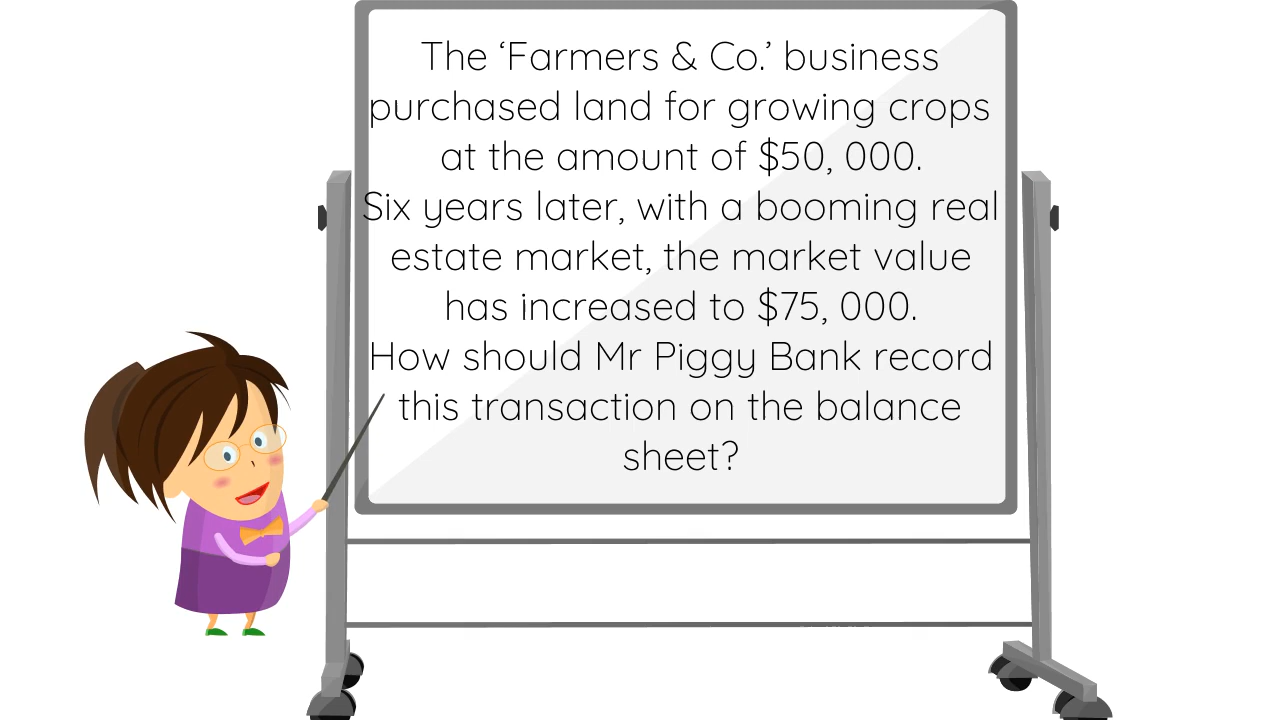 The ‘Farmers & Co.’ business
purchased land for growing crops
at the amount of $50, 000.
Six years later, with a booming real
estate market, the market value
has increased to $75, 000.
How should Mr Piggy Bank record
this transaction on the balance
sheet?